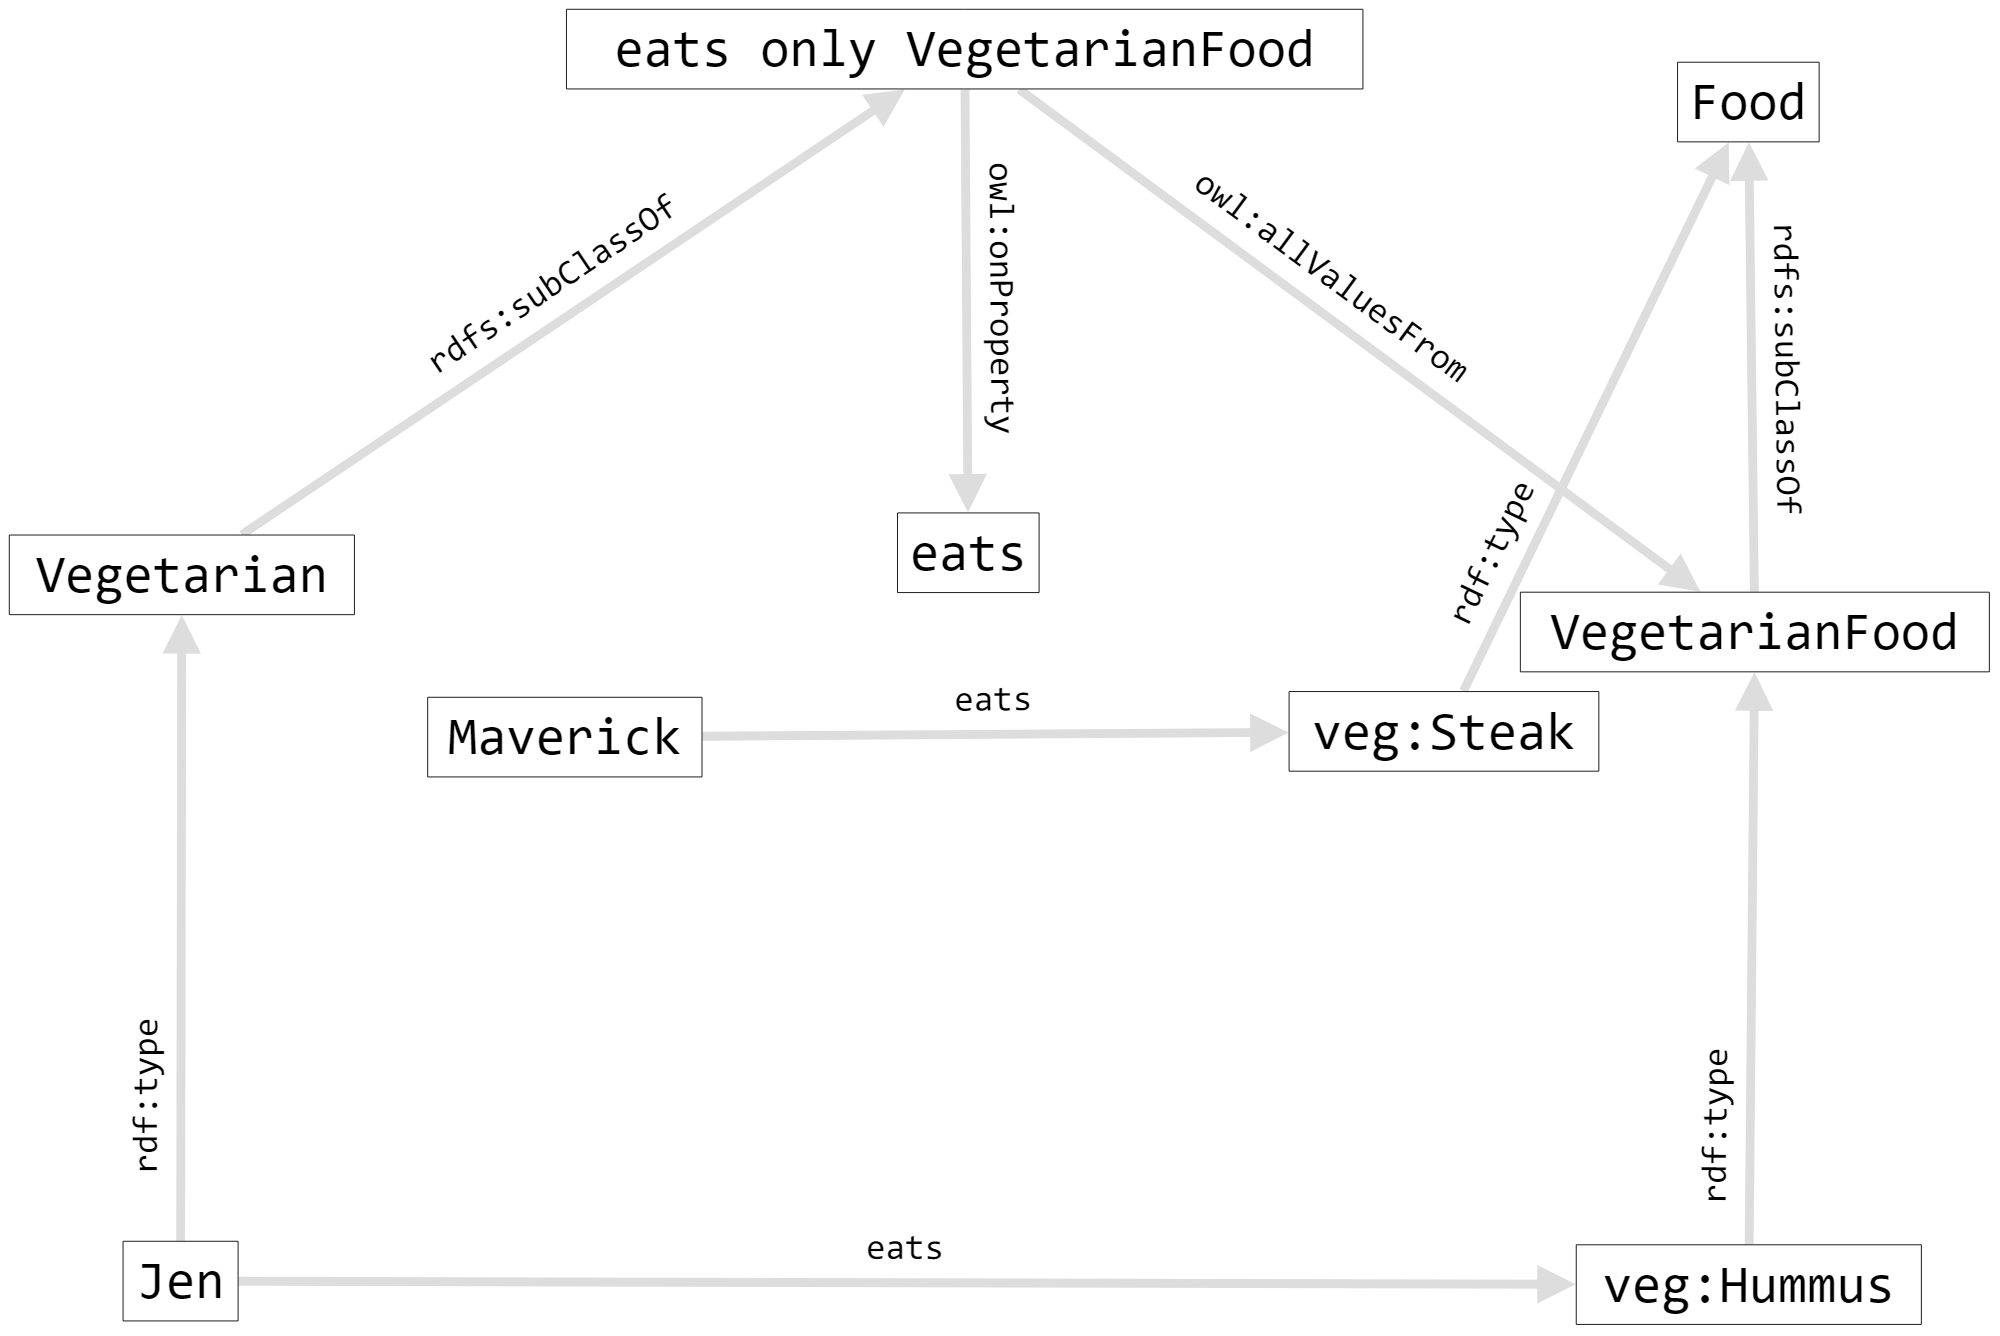 eats only VegetarianFood
Food
rdfs:subClassOf
owl:onProperty
owl:allValuesFrom
rdfs:subClassOf
rdf:type
Vegetarian
eats
VegetarianFood
Maverick
eats
veg:Steak
rdf:type
rdf:type
Jen
eats
veg:Hummus